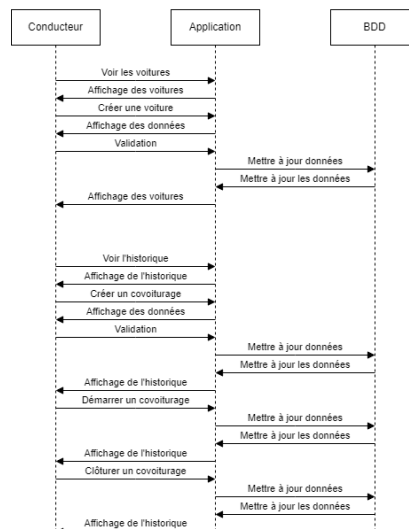 Conducteur
Application
BDD
Voir les voitures
Affichage des voitures
Créer une voiture
Affichage des données
Validation
Mettre à jour données
Mettre à jour les données
Affichage des voitures
Voir l'historique
Affichage de l'historique
Créer un covoiturage
Affichage des données
Validation
Mettre à jour données
Mettre à jour les données
Affichage de l'historique
Démarrer un covoiturage
Mettre à jour données
Mettre à jour les données
Affichage de l'historique
Clôturer un covoiturage
Mettre à jour données
Mettre à jour les données
Affichage de l'historique